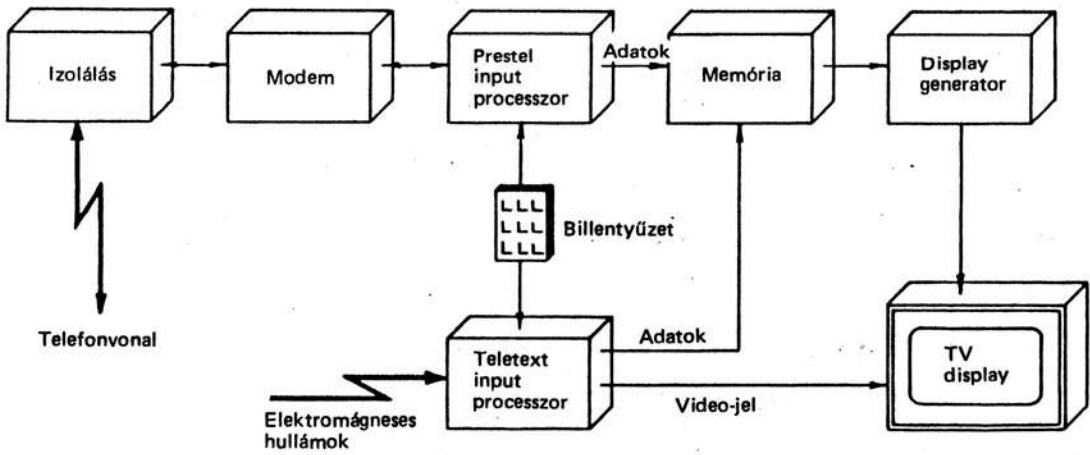 Izolálás
Modem
Prestel
input
processzor
Adatok
Memória
Display
generator
Billentyűzet
Telefonvonal
Teletext
input
processzor
Adatok
Video-jel
TV
display
Elektromágneses
hullámok